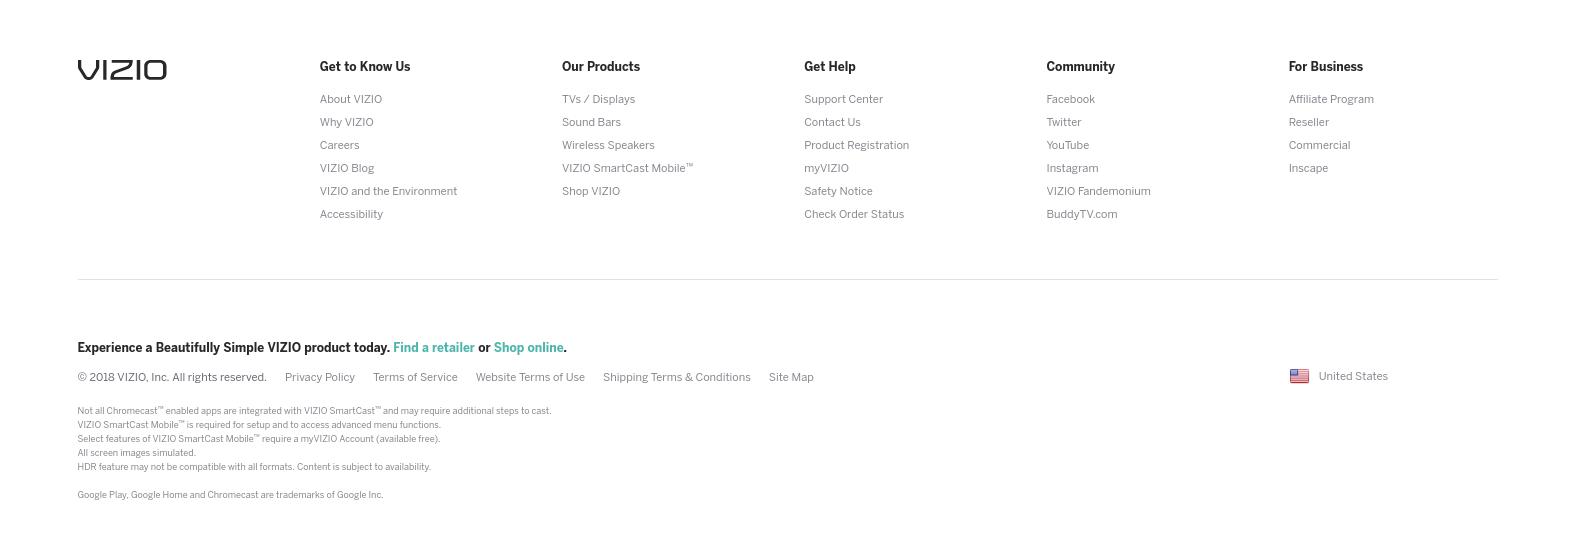 VIZIO
Get to Know Us
About VIZIO
Why VIZIO
Careers
VIZIO Blog
VIZIO and the Environment
Accessibility
Our Products
TVs / Displays
Sound Bars
Wireless Speakers
VIZIO SmartCast Mobile™
Shop VIZIO
Get Help
Support Center
Contact Us
Product Registration
myVIZIO
Safety Notice
Check Order Status
Community
Facebook
Twitter
YouTube
Instagram
VIZIO Fandemonium
BuddyTV.com
For Business
Affiliate Program
Reseller
Commercial
Inscape
Experience a Beautifully Simple VIZIO product today. Find a retailer or Shop online.
© 2018 VIZIO, Inc. All rights reserved. Privacy Policy Terms of Service Website Terms of Use Shipping Terms & Conditions Site Map
United States
Not all Chromecast™ enabled apps are integrated with VIZIO SmartCast™ and may require additional steps to cast.
VIZIO SmartCast Mobile™ is required for setup and to access advanced menu functions.
Select features of VIZIO SmartCast Mobile™ require a myVIZIO Account (available free).
All screen images simulated.
HDR feature may not be compatible with all formats. Content is subject to availability.
Google Play, Google Home and Chromecast are trademarks of Google Inc.